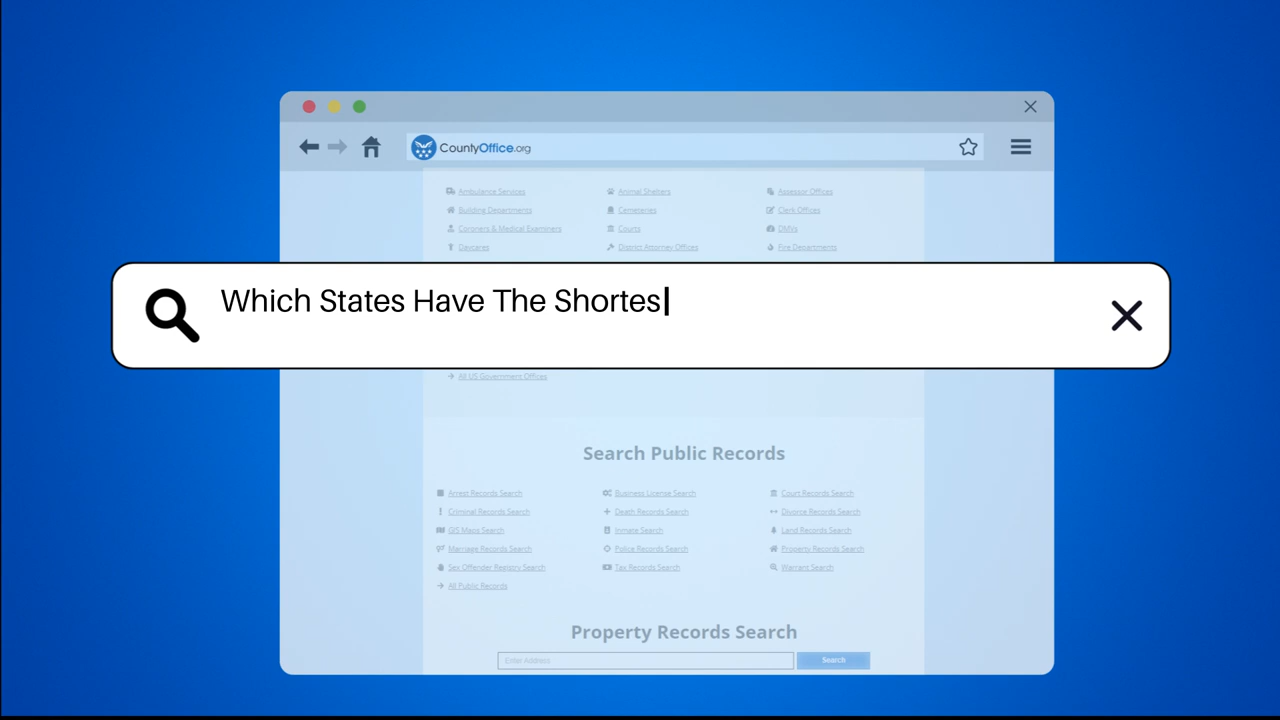 CountyOffice.org
Ambulance Services
Animal Shelters
Assessor Offices
Building Departments
Cemeteries
Clerk Offices
Coroners & Medical Examiners
Courts
DMVs
Daycares
District Attorney Offices
Fire Departments
Which States Have The Shortes
All US Government Offices
Search Public Records
Arrest Records Search
Business License Search
Court Records Search
Criminal Records Search
Death Records Search
Divorce Records Search
GIS Maps Search
Inmate Search
Land Records Search
Marriage Records Search
Police Records Search
Property Records Search
Sex Offender Registry Search
Tax Records Search
Warrant Search
All Public Records
Property Records Search
Enter Address
Search